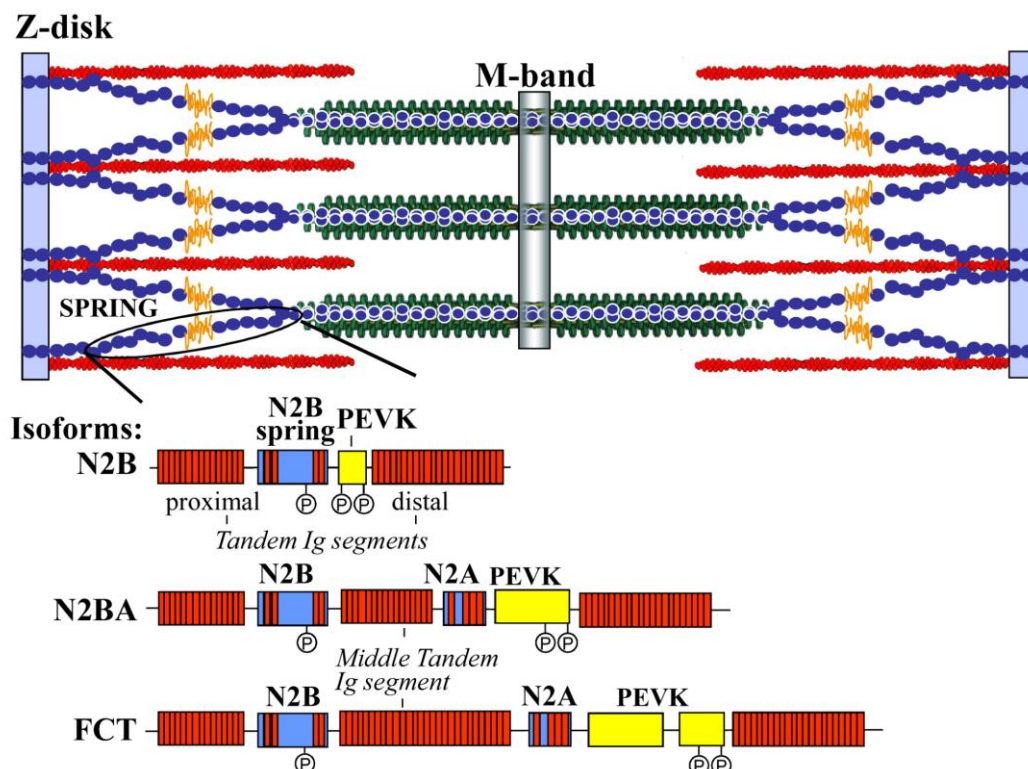 Z-disk
M-band
SPRING
Isoforms:
N2B
spring
PEVK
N2B
P
P
P
proximal
distal
Tandem Ig segments
N2B
N2A
PEVK
N2BA
P
P
P
Middle Tandem
Ig segment
N2B
N2A
PEVK
FCT
P
P
P